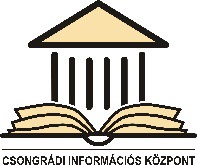 CSONGRÁDI INFORMÁCIÓS KÖZPONT